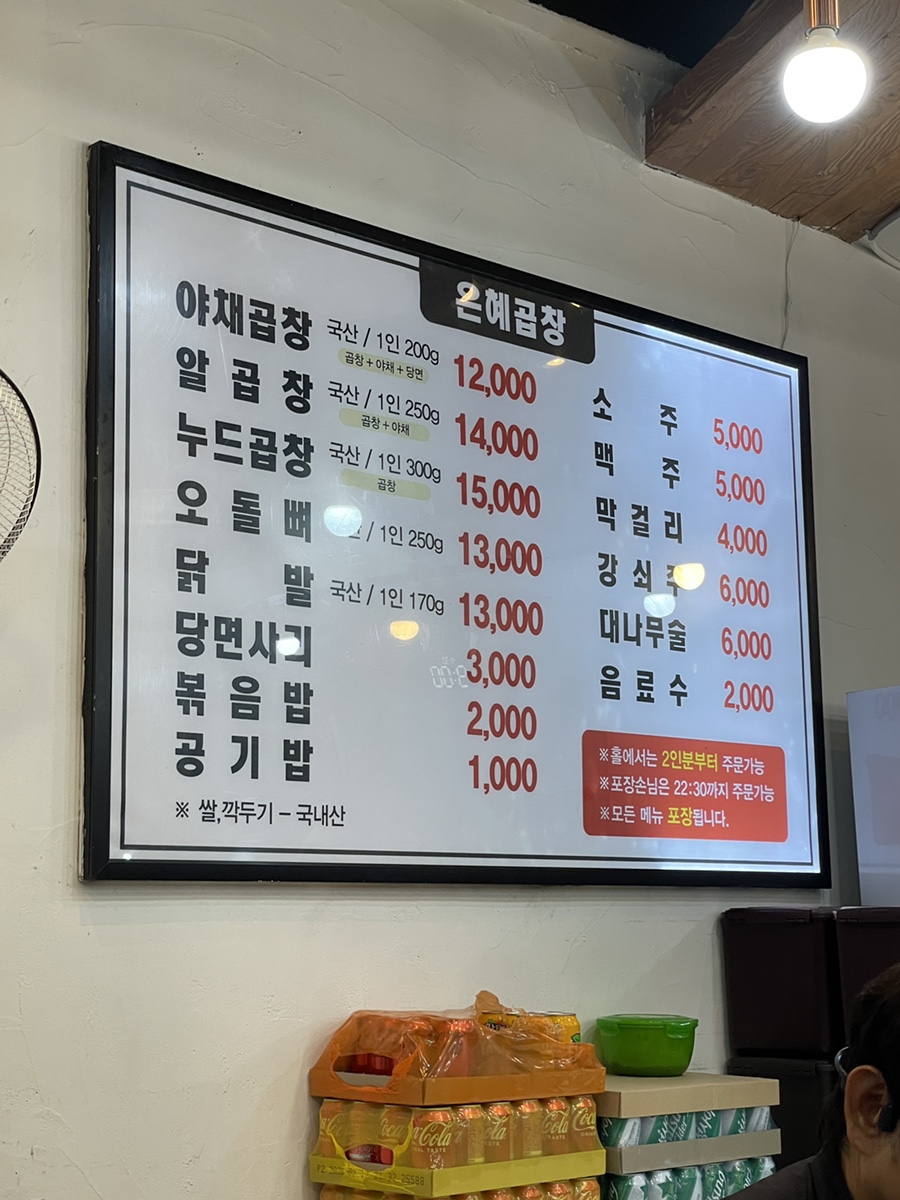 은혜곱창
야채곱창 국산 / 1인 200g 12,000
곱창+야채+당면
알곱창 국산 / 1인 250g 14,000
곱창+야채
누드곱창 국산 / 1인 300g 15,000
곱창
오돌뼈 / 1인 250g 13,000
닭발 국산 / 1인 170g 13,000
당면사리 3,000
볶음밥 2,000
공기밥 1,000
※ 쌀,깍두기 - 국내산
소주 5,000
맥주 5,000
막걸리 4,000
강쇠주 6,000
대나무술 6,000
음료수 2,000
※홀에서는 2인분부터 주문가능
※포장손님은 22:30까지 주문가능
※모든 메뉴 포장됩니다.
Coca-Cola